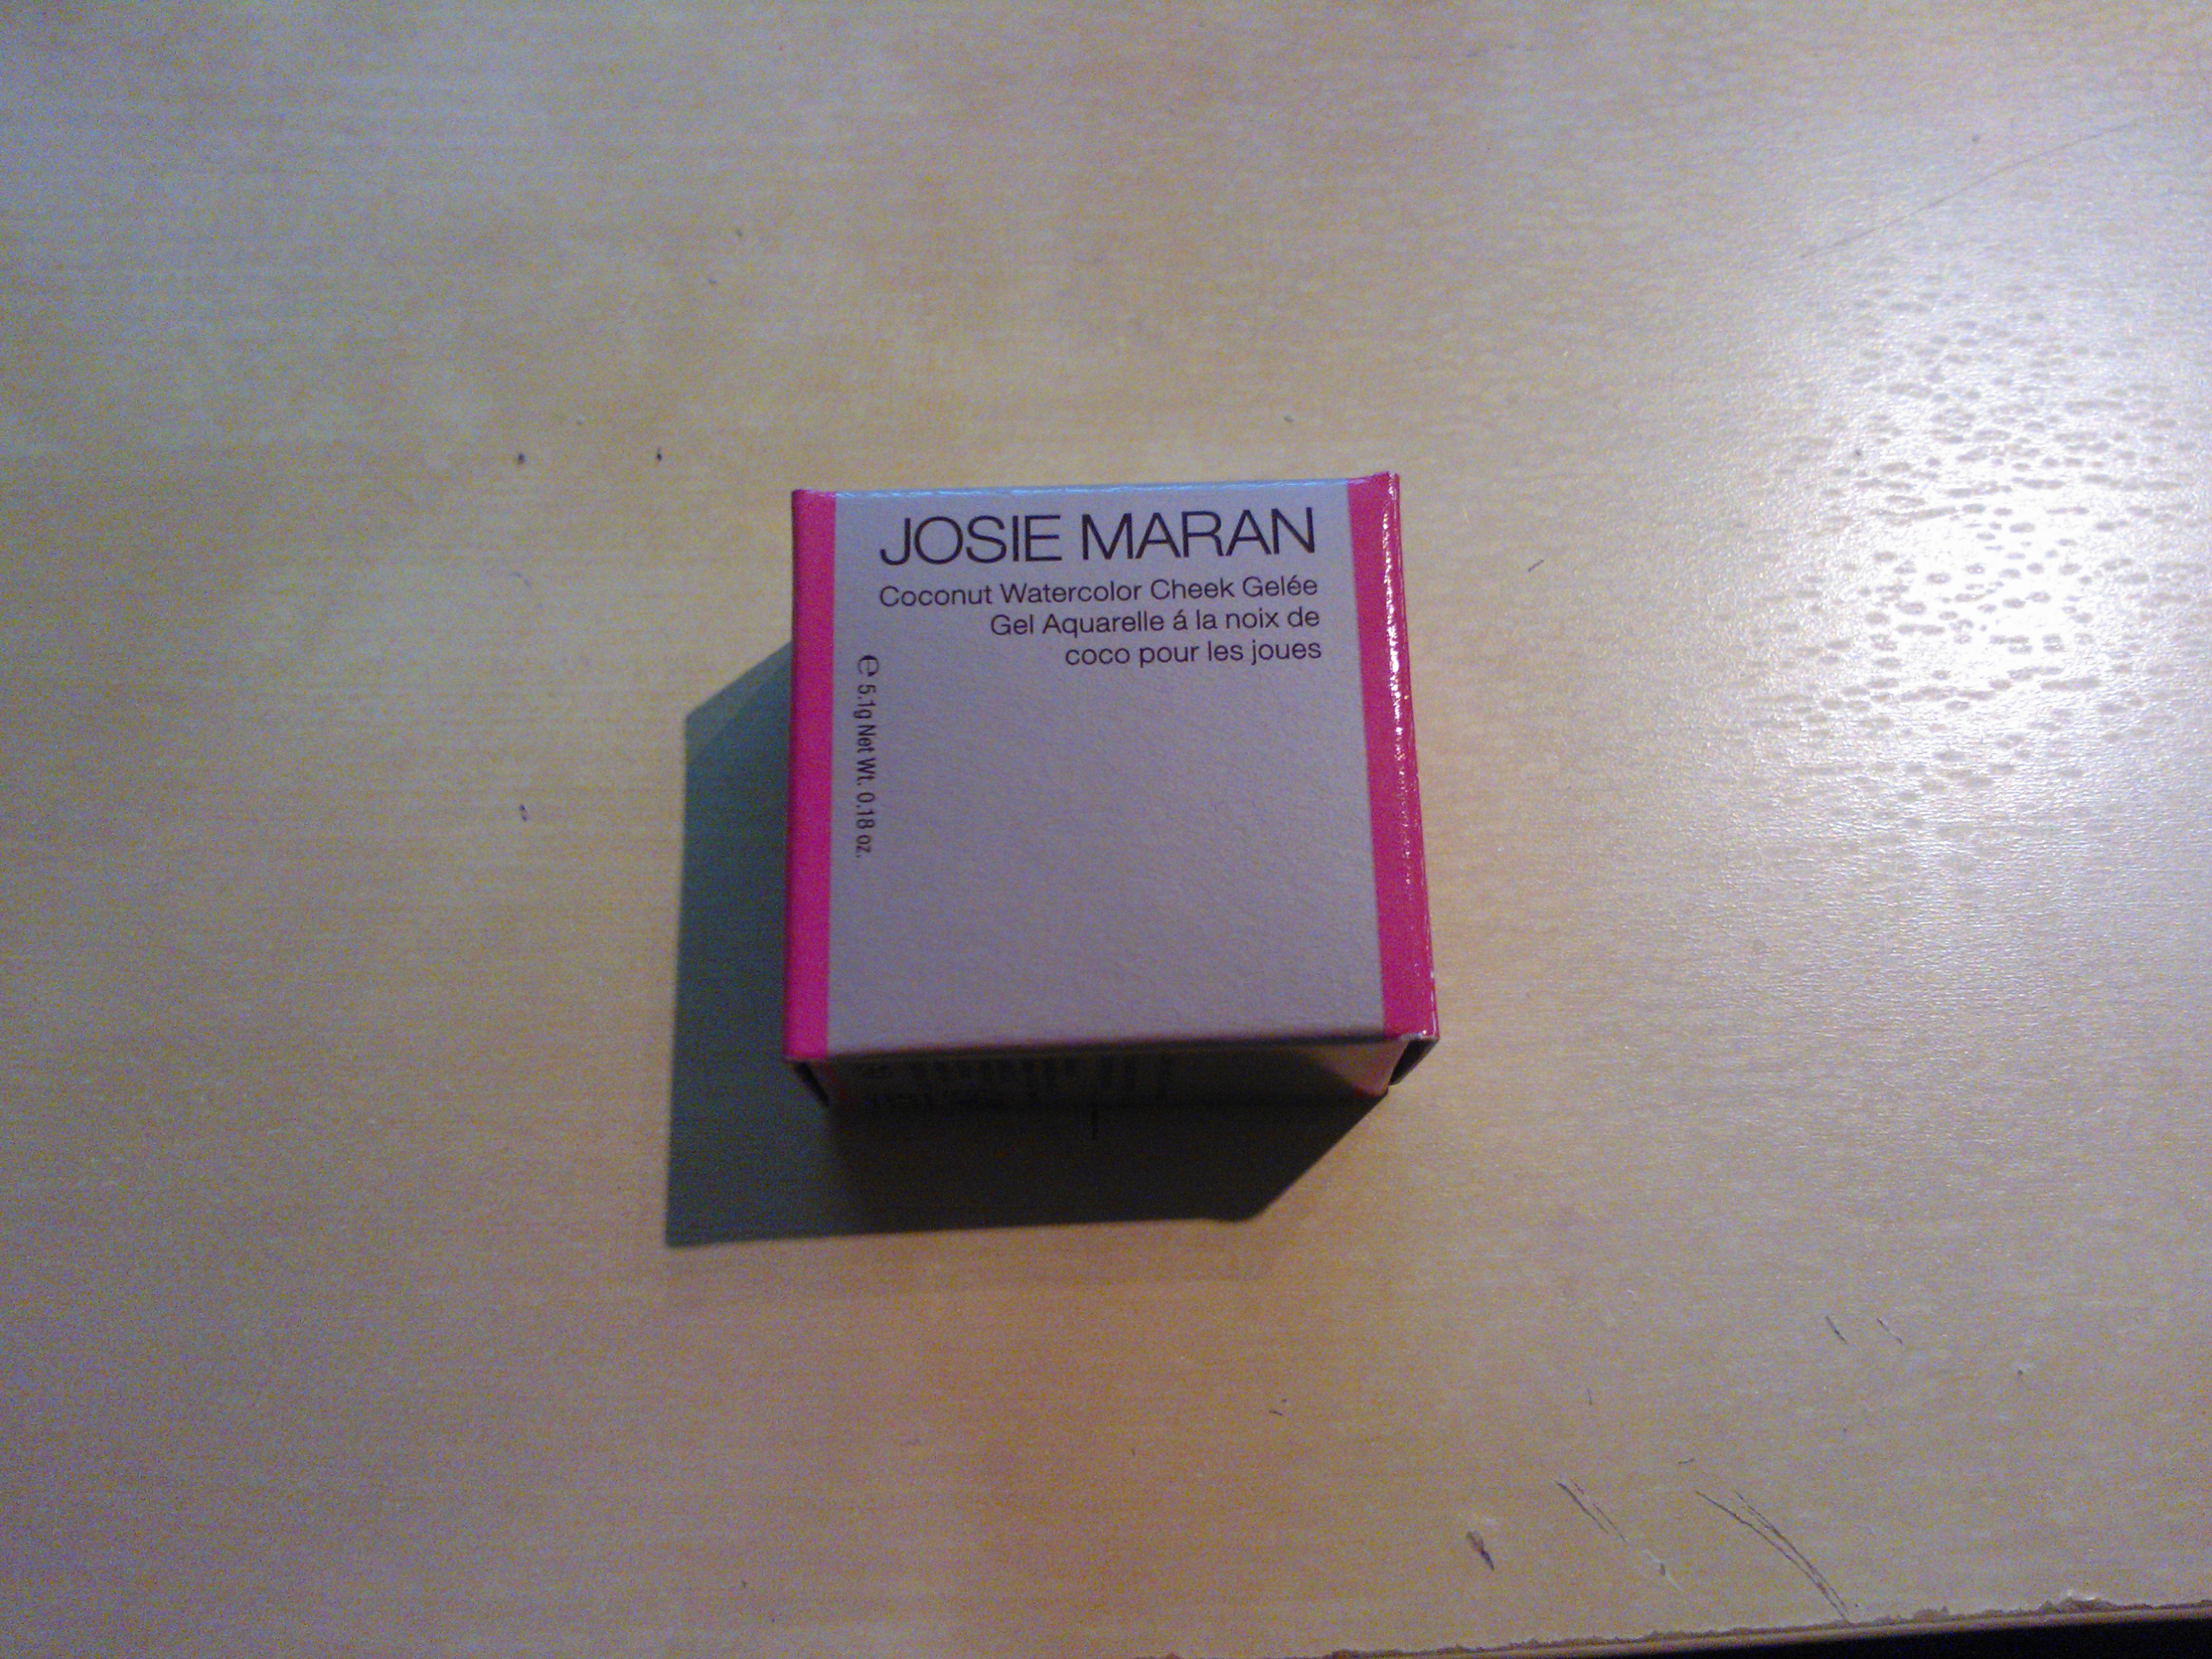 JOSIE MARAN
Coconut Watercolor Cheek Gelée
Gel Aquarelle á la noix de
coco pour les joues
℮ 5.1g Net Wt. 0.18 oz.